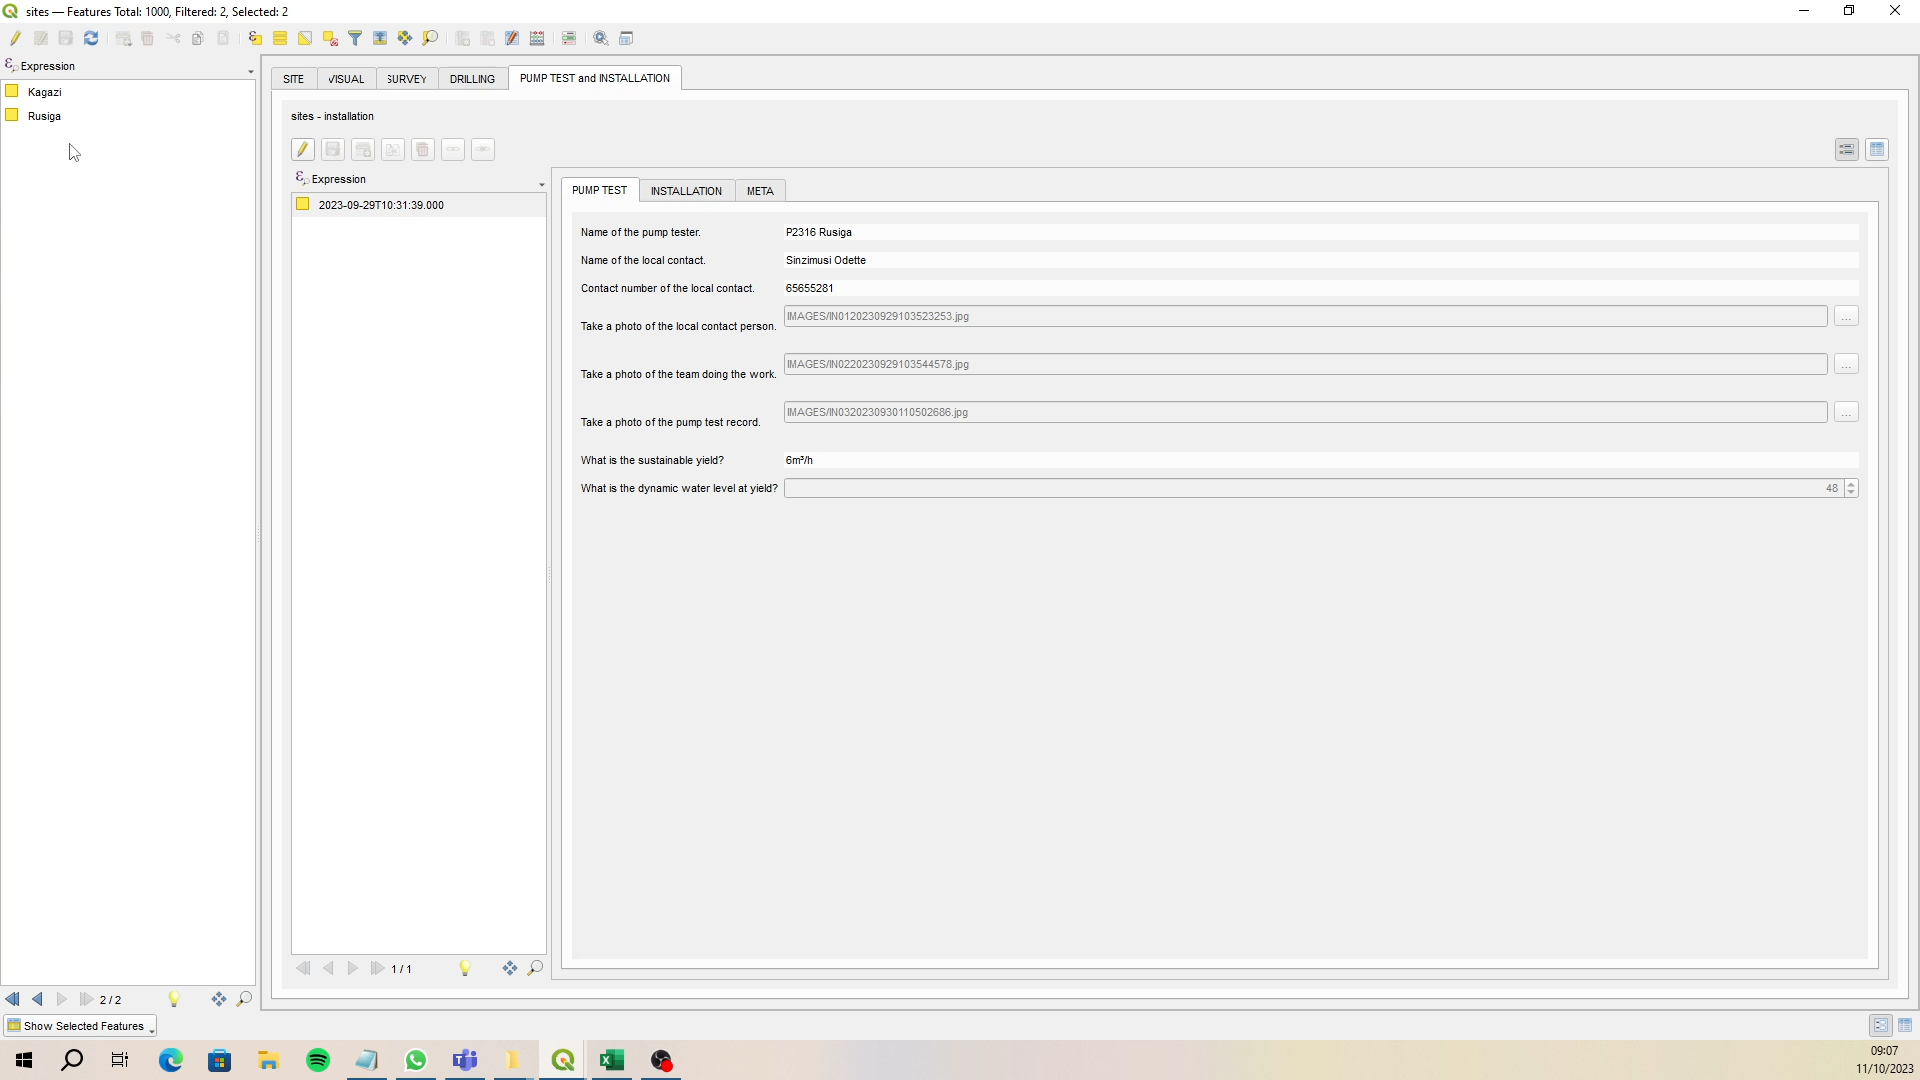 sites — Features Total: 1000, Filtered: 2, Selected: 2
Expression
Kagazi
Rusiga
SITE
VISUAL
SURVEY
DRILLING
PUMP TEST and INSTALLATION
sites - installation
Expression
2023-09-29T10:31:39.000
PUMP TEST
INSTALLATION
META
Name of the pump tester. P2316 Rusiga
Name of the local contact. Sinzimusi Odette
Contact number of the local contact. 65655281
Take a photo of the local contact person. IMAGES/IN0120230929103523253.jpg ...
Take a photo of the team doing the work. IMAGES/IN0220230929103544578.jpg ...
Take a photo of the pump test record. IMAGES/IN0320230930110502686.jpg ...
What is the sustainable yield? 6m³/h
What is the dynamic water level at yield? 48
1 / 1
2 / 2
Show Selected Features
09:07
11/10/2023